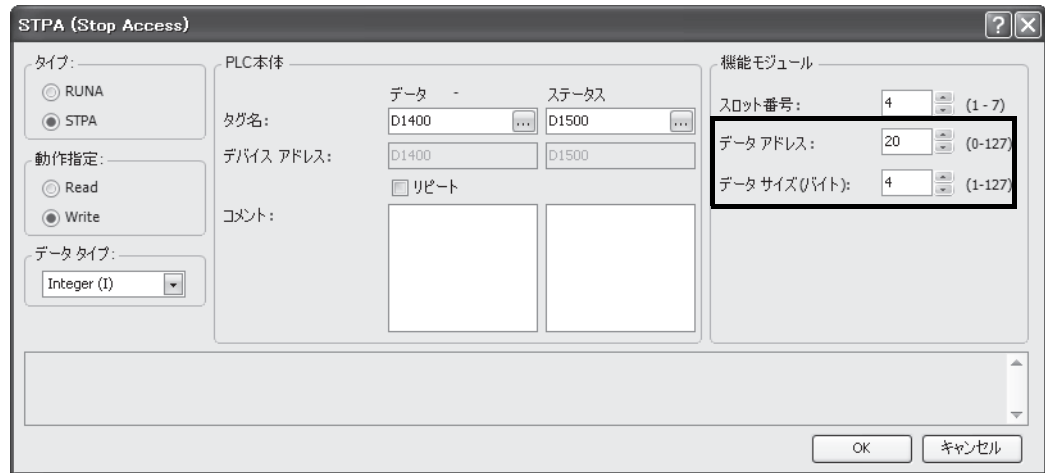 STPA (Stop Access)
タイプ:
RUNA
STPA
動作指定:
Read
Write
データ タイプ:
Integer (I)
PLC本体
データ - ステータス
タグ名: D1400 ... D1500 ...
デバイス アドレス: D1400 D1500
リピート
コメント:
機能モジュール
スロット番号: 4 (1 - 7)
データ アドレス: 20 (0-127)
データ サイズ(バイト): 4 (1-127)
OK キャンセル